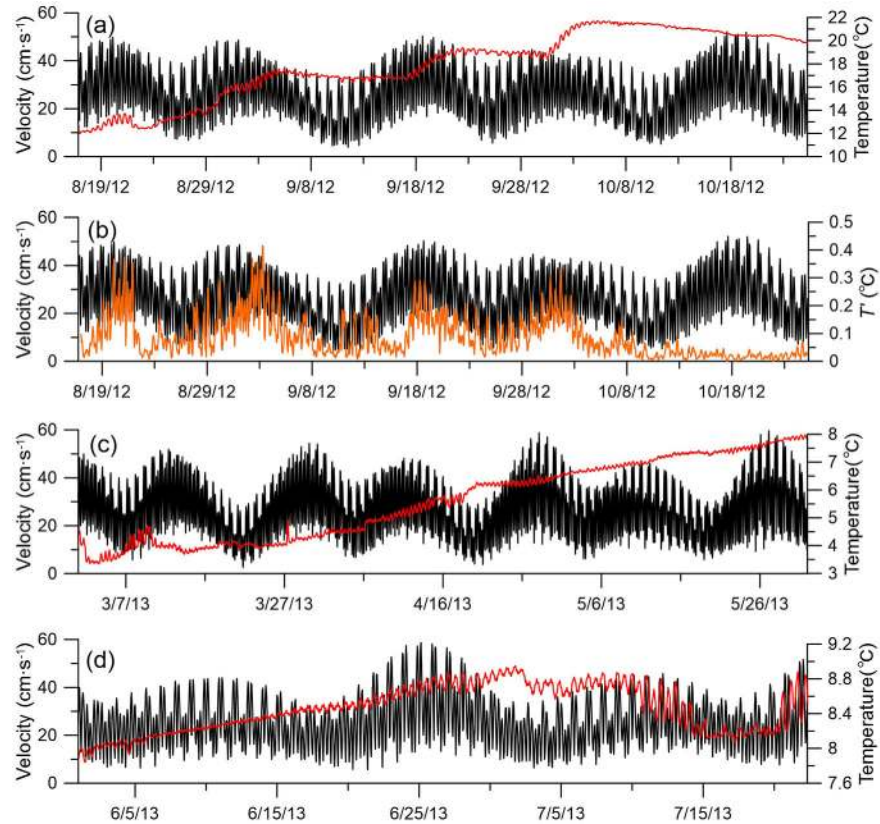 (a)
Velocity (cm·s⁻¹)
60
40
20
0
22
20
18
16
14
12
10
Temperature(°C)
8/19/12 8/29/12 9/8/12 9/18/12 9/28/12 10/8/12 10/18/12
(b)
Velocity (cm·s⁻¹)
60
40
20
0
0.5
0.4
0.3
0.2
0.1
0
T' (°C)
8/19/12 8/29/12 9/8/12 9/18/12 9/28/12 10/8/12 10/18/12
(c)
Velocity (cm·s⁻¹)
60
40
20
0
8
7
6
5
4
3
Temperature(°C)
3/7/13 3/27/13 4/16/13 5/6/13 5/26/13
(d)
Velocity (cm·s⁻¹)
60
40
20
0
9.2
8.8
8.4
8
7.6
Temperature(°C)
6/5/13 6/15/13 6/25/13 7/5/13 7/15/13